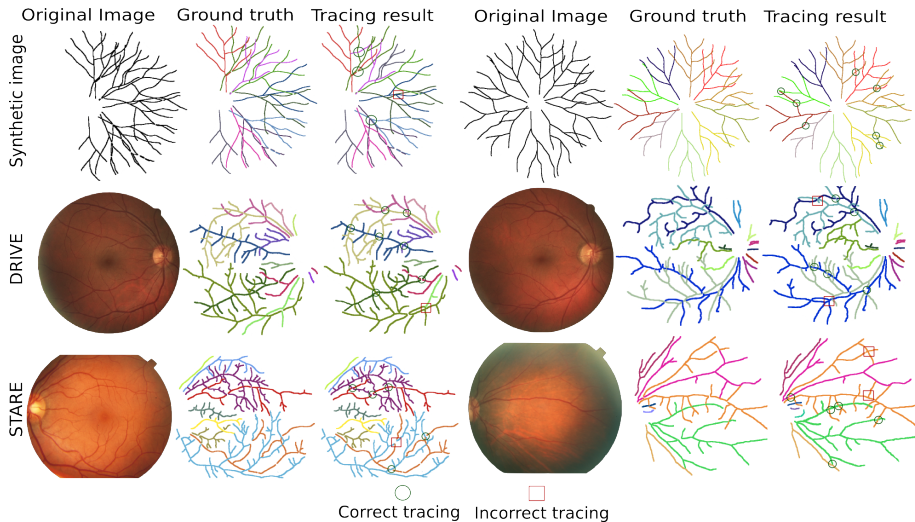 Original Image Ground truth Tracing result Original Image Ground truth Tracing result
Synthetic image
DRIVE
STARE
Correct tracing Incorrect tracing